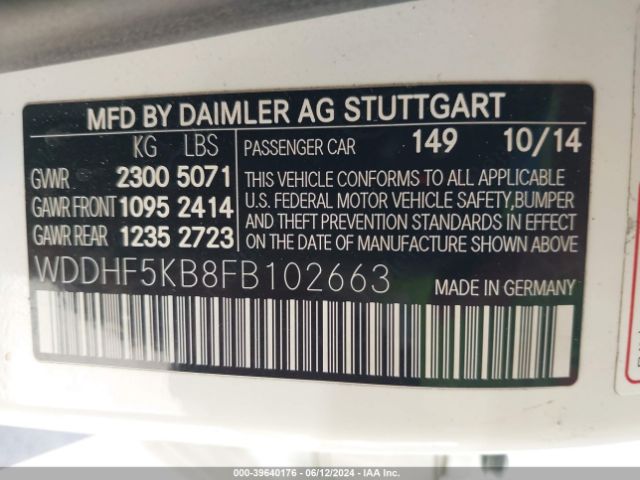 MFD BY DAIMLER AG STUTTGART
KG LBS
GVWR 2300 5071
GAWR FRONT 1095 2414
GAWR REAR 1235 2723
PASSENGER CAR 149 10/14
THIS VEHICLE CONFORMS TO ALL APPLICABLE
U.S. FEDERAL MOTOR VEHICLE SAFETY,BUMPER
AND THEFT PREVENTION STANDARDS IN EFFECT
ON THE DATE OF MANUFACTURE SHOWN ABOVE.
WDDHF5KB8FB102663 MADE IN GERMANY
000-39640176 - 06/12/2024 - IAAI.COM